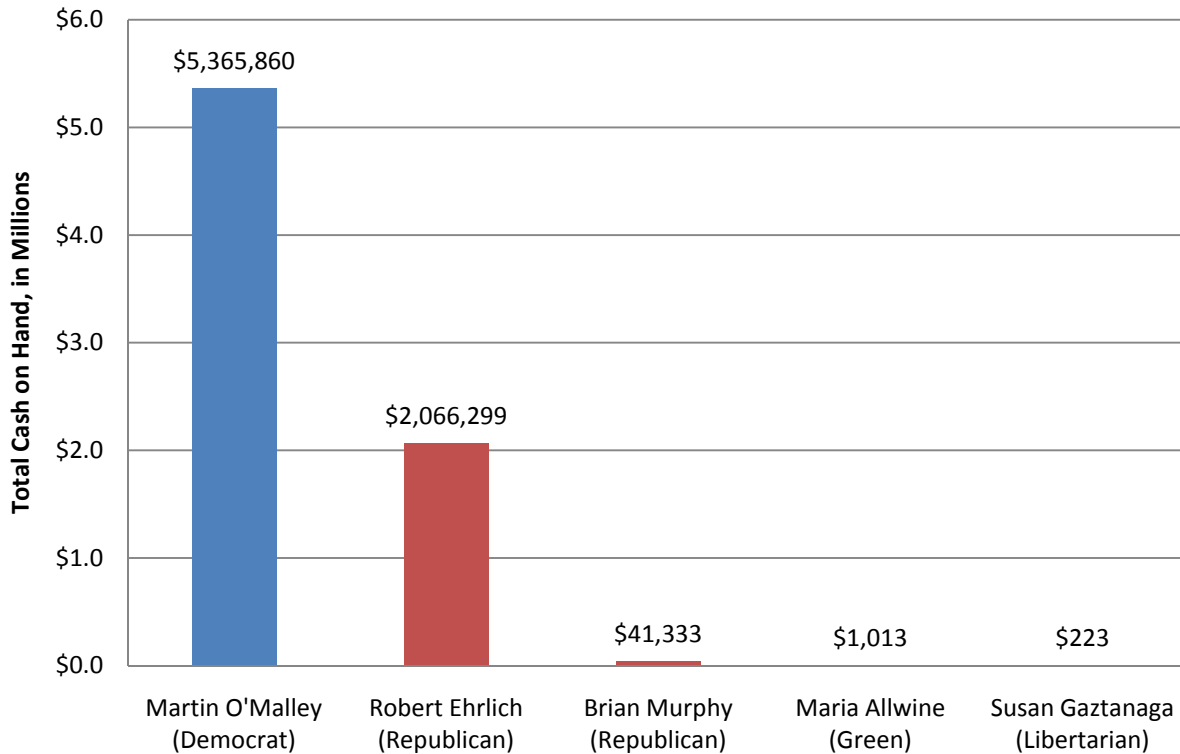 Total Cash on Hand, in Millions
$6.0
$5.0
$4.0
$3.0
$2.0
$1.0
$0.0
$5,365,860
$2,066,299
$41,333
$1,013
$223
Martin O'Malley
(Democrat)
Robert Ehrlich
(Republican)
Brian Murphy
(Republican)
Maria Allwine
(Green)
Susan Gaztanaga
(Libertarian)